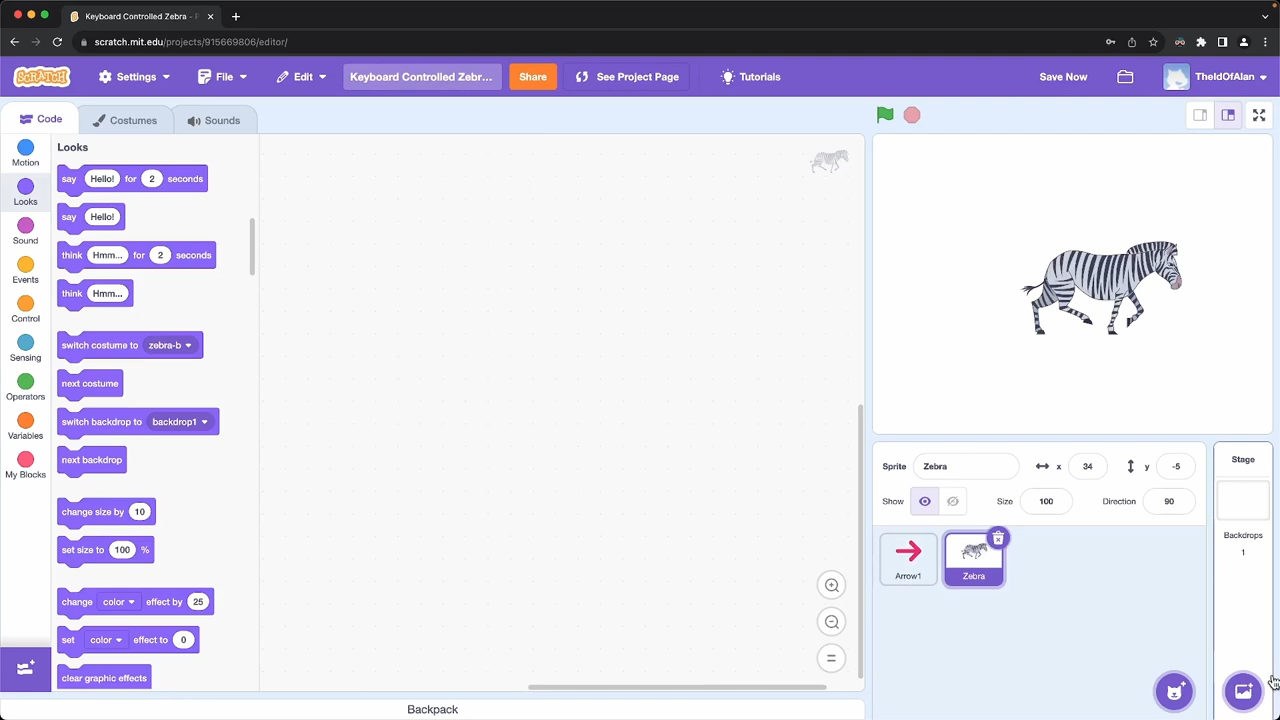 Keyboard Controlled Zebra - P
scratch.mit.edu/projects/915669806/editor/
SCRATCH
Settings
File
Edit
Keyboard Controlled Zebr...
Share
See Project Page
Tutorials
Save Now
TheIdOfAlan
Code
Costumes
Sounds
Motion
Looks
Sound
Events
Control
Sensing
Operators
Variables
My Blocks
Looks
say Hello! for 2 seconds
say Hello!
think Hmm... for 2 seconds
think Hmm...
switch costume to zebra-b
next costume
switch backdrop to backdrop1
next backdrop
change size by 10
set size to 100 %
change color effect by 25
set color effect to 0
clear graphic effects
Backpack
Sprite Zebra x 34 y -5
Show Size 100 Direction 90
Arrow1
Zebra
Stage
Backdrops
1